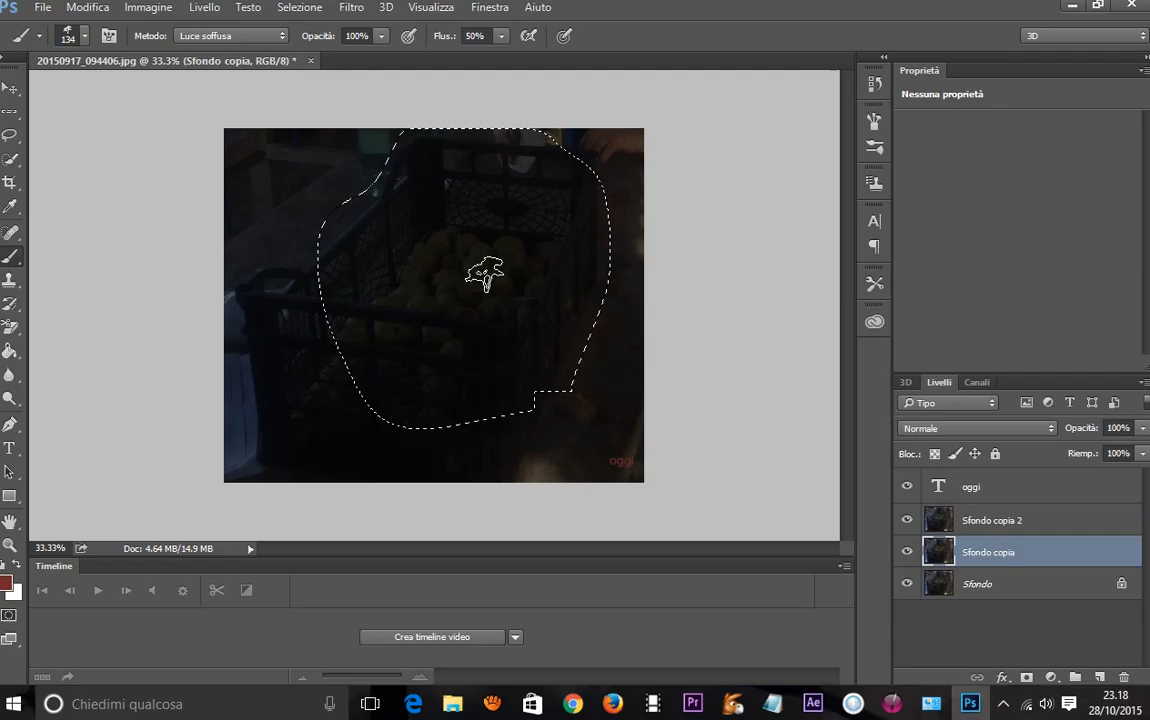 Ps File Modifica Immagine Livello Testo Selezione Filtro 3D Visualizza Finestra Aiuto
134 Metodo: Luce soffusa Opacità: 100% Flus.: 50% 3D
20150917_094406.jpg @ 33.3% (Sfondo copia, RGB/8) * ×
Proprietà
Nessuna proprietà
3D Livelli Canali
Tipo
Normale Opacità: 100%
Bloc.: Riemp.: 100%
oggi
oggi
Sfondo copia 2
Sfondo copia
Sfondo
33.33% Doc: 4.64 MB/14.9 MB
Timeline
Crea timeline video
Chiedimi qualcosa
Pr Ae Ps
23.18
28/10/2015